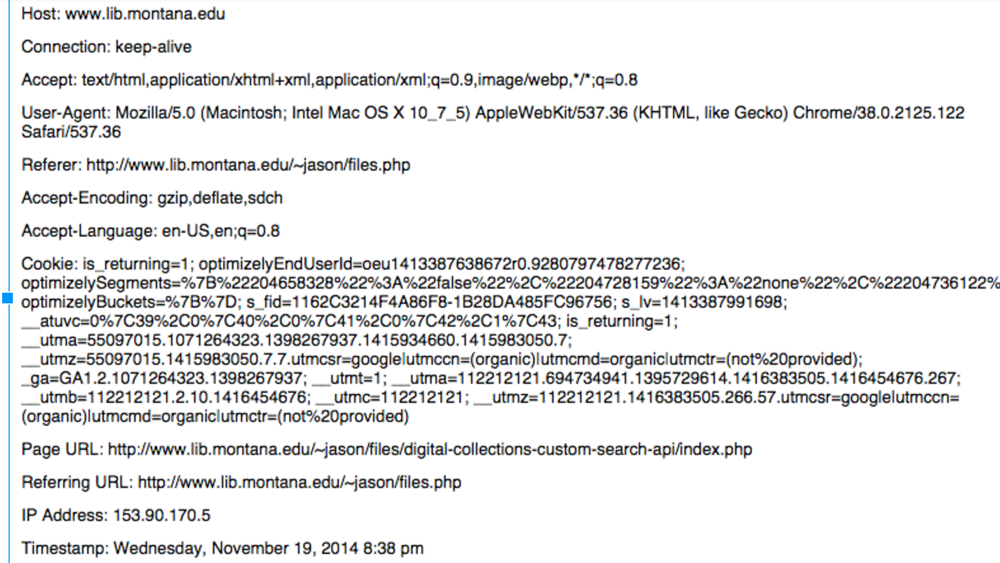 Host: www.lib.montana.edu
Connection: keep-alive
Accept: text/html,application/xhtml+xml,application/xml;q=0.9,image/webp,*/*;q=0.8
User-Agent: Mozilla/5.0 (Macintosh; Intel Mac OS X 10_7_5) AppleWebKit/537.36 (KHTML, like Gecko) Chrome/38.0.2125.122
Safari/537.36
Referer: http://www.lib.montana.edu/~jason/files.php
Accept-Encoding: gzip,deflate,sdch
Accept-Language: en-US,en;q=0.8
Cookie: is_returning=1; optimizelyEndUserId=oeu1413387638672r0.9280797478277236;
optimizelySegments=%7B%22204658328%22%3A%22false%22%2C%22204728159%22%3A%22none%22%2C%22204736122%
optimizelyBuckets=%7B%7D; s_fid=1162C3214F4A86F8-1B28DA485FC96756; s_lv=1413387991698;
__atuvc=0%7C39%2C0%7C40%2C0%7C41%2C0%7C42%2C1%7C43; is_returning=1;
__utma=55097015.1071264323.1398267937.1415934660.1415983050.7;
__utmz=55097015.1415983050.7.7.utmcsr=google|utmccn=(organic)|utmcmd=organic|utmctr=(not%20provided);
_ga=GA1.2.1071264323.1398267937; __utmt=1; __utma=112212121.694734941.1395729614.1416383505.1416454676.267;
__utmb=112212121.2.10.1416454676; __utmc=112212121; __utmz=112212121.1416383505.266.57.utmcsr=google|utmccn=
(organic)|utmcmd=organic|utmctr=(not%20provided)
Page URL: http://www.lib.montana.edu/~jason/files/digital-collections-custom-search-api/index.php
Referring URL: http://www.lib.montana.edu/~jason/files.php
IP Address: 153.90.170.5
Timestamp: Wednesday, November 19, 2014 8:38 pm